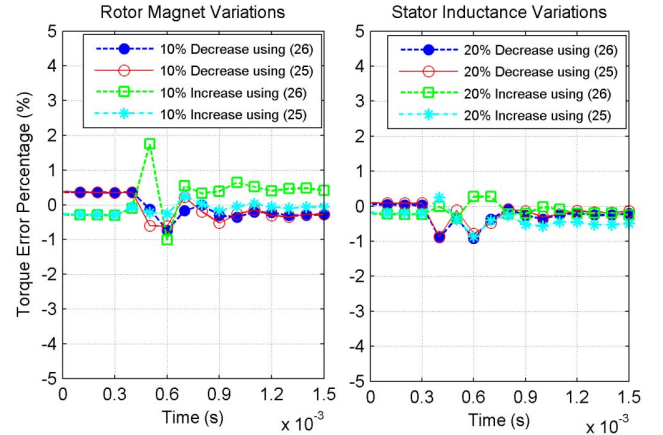 Rotor Magnet Variations
Torque Error Percentage (%)
5
4
3
2
1
0
-1
-2
-3
-4
-5
10% Decrease using (26)
10% Decrease using (25)
10% Increase using (26)
10% Increase using (25)
0 0.3 0.6 0.9 1.2 1.5
Time (s)
x 10⁻³
Stator Inductance Variations
5
4
3
2
1
0
-1
-2
-3
-4
-5
20% Decrease using (26)
20% Decrease using (25)
20% Increase using (26)
20% Increase using (25)
0 0.3 0.6 0.9 1.2 1.5
Time (s)
x 10⁻³